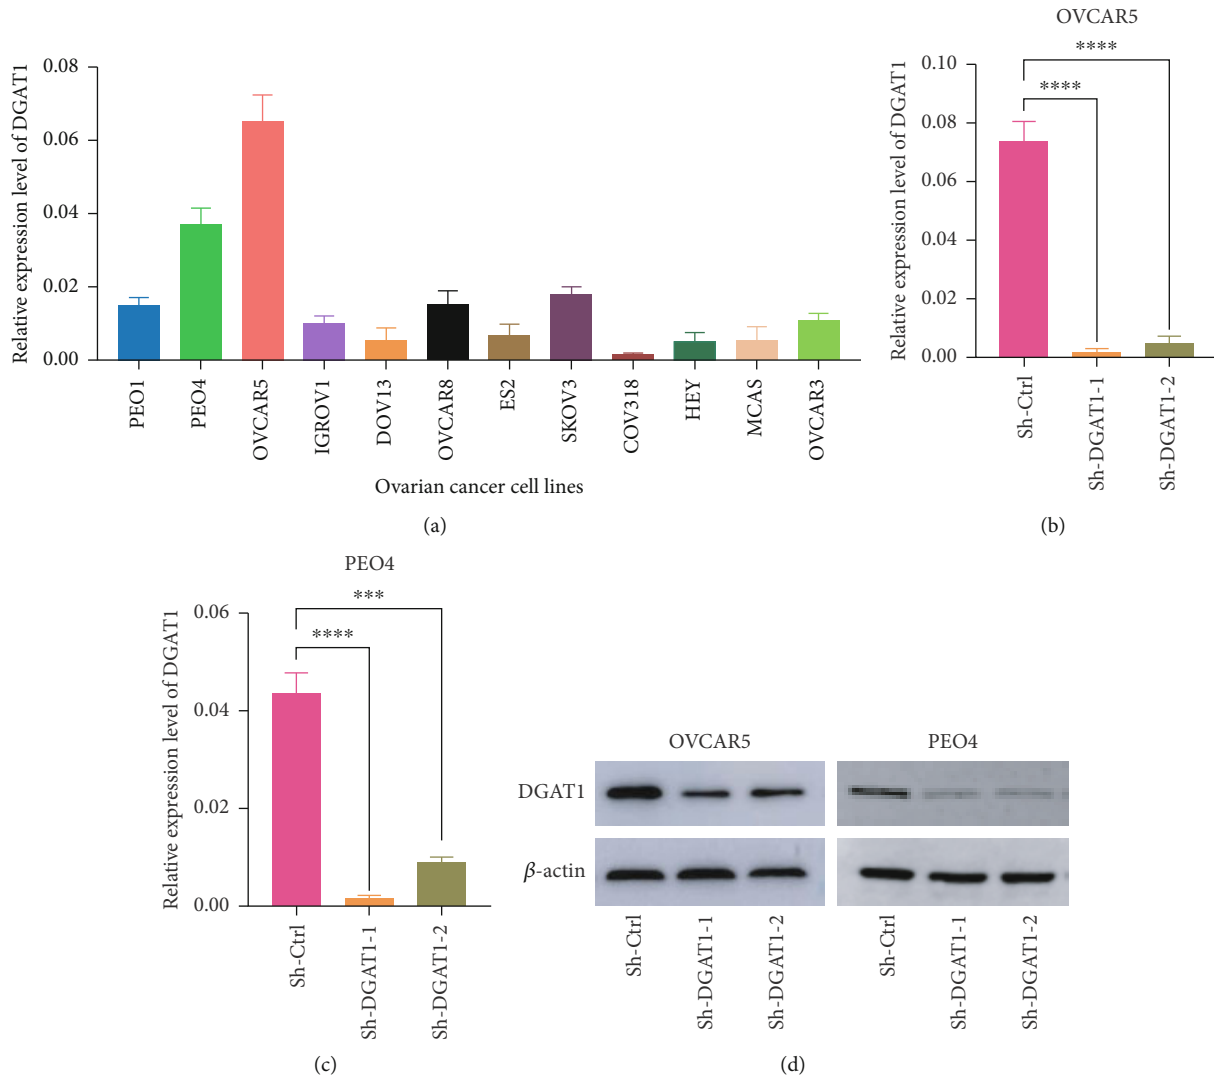 Relative expression level of DGAT1
0.08
0.06
0.04
0.02
0.00
PEO1
PEO4
OVCAR5
IGROV1
DOV13
OVCAR8
ES2
SKOV3
COV318
HEY
MCAS
OVCAR3
Ovarian cancer cell lines
(a)
OVCAR5
Relative expression level of DGAT1
0.10
0.08
0.06
0.04
0.02
0.00
****
****
Sh-Ctrl
Sh-DGAT1-1
Sh-DGAT1-2
(b)
PEO4
Relative expression level of DGAT1
0.06
0.04
0.02
0.00
***
****
Sh-Ctrl
Sh-DGAT1-1
Sh-DGAT1-2
(c)
OVCAR5
PEO4
DGAT1
β-actin
Sh-Ctrl
Sh-DGAT1-1
Sh-DGAT1-2
Sh-Ctrl
Sh-DGAT1-1
Sh-DGAT1-2
(d)